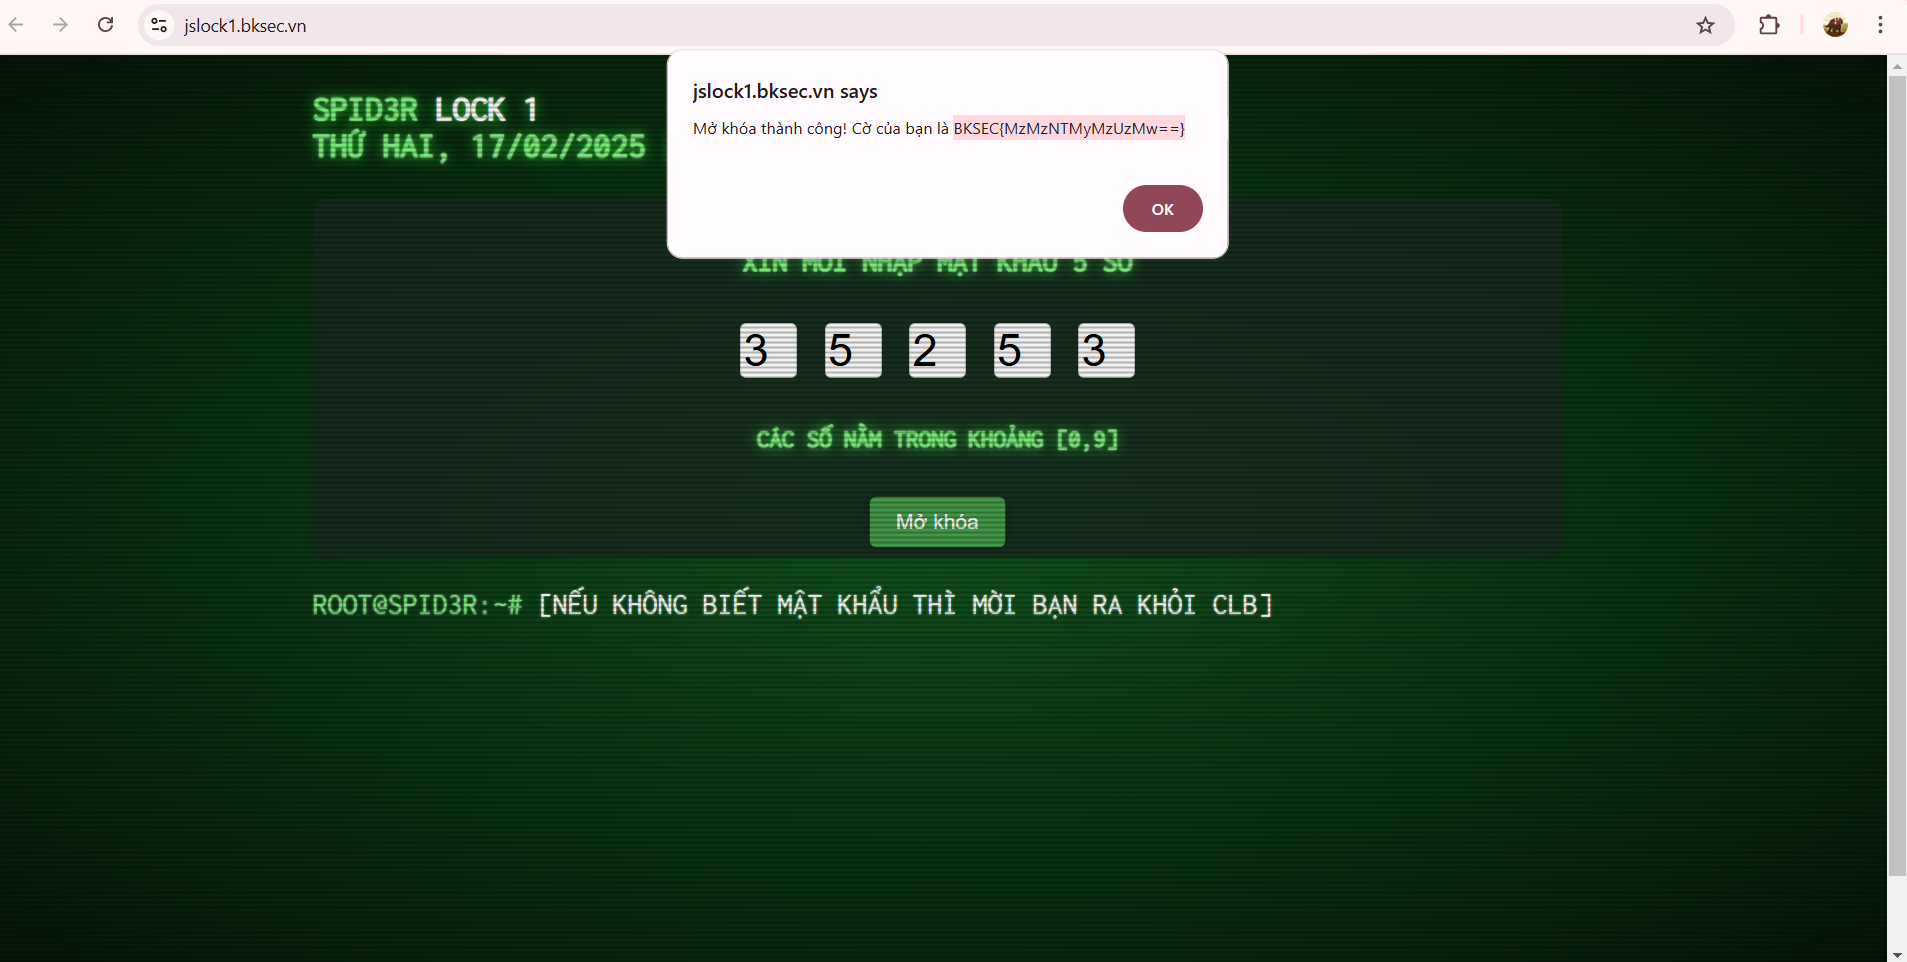 jslock1.bksec.vn
jslock1.bksec.vn says
Mở khóa thành công! Cờ của bạn là BKSEC{MzMzNTMyMzUzMw==}
OK
SPID3R LOCK 1
THỨ HAI, 17/02/2025
XIN MỜI NHẬP MẬT KHẨU 5 SỐ
3 5 2 5 3
CÁC SỐ NẰM TRONG KHOẢNG [0,9]
Mở khóa
ROOT@SPID3R:~# [NẾU KHÔNG BIẾT MẬT KHẨU THÌ MỜI BẠN RA KHỎI CLB]